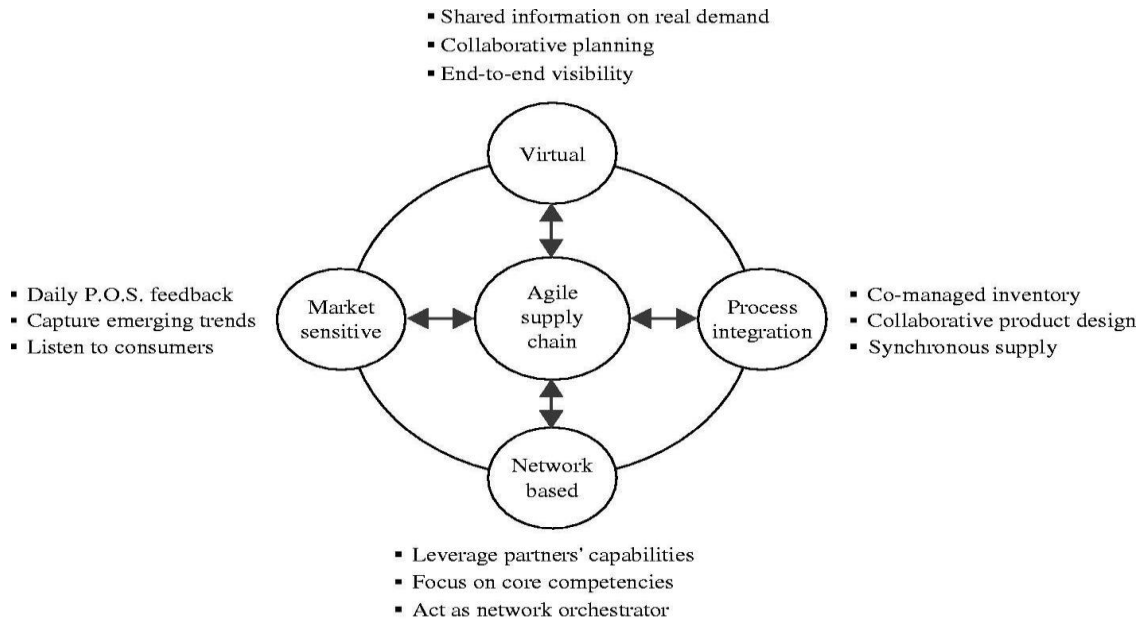 ▪ Shared information on real demand
▪ Collaborative planning
▪ End-to-end visibility
Virtual
▪ Daily P.O.S. feedback
▪ Capture emerging trends
▪ Listen to consumers
Market
sensitive
Agile
supply
chain
Process
integration
▪ Co-managed inventory
▪ Collaborative product design
▪ Synchronous supply
Network
based
▪ Leverage partners' capabilities
▪ Focus on core competencies
▪ Act as network orchestrator